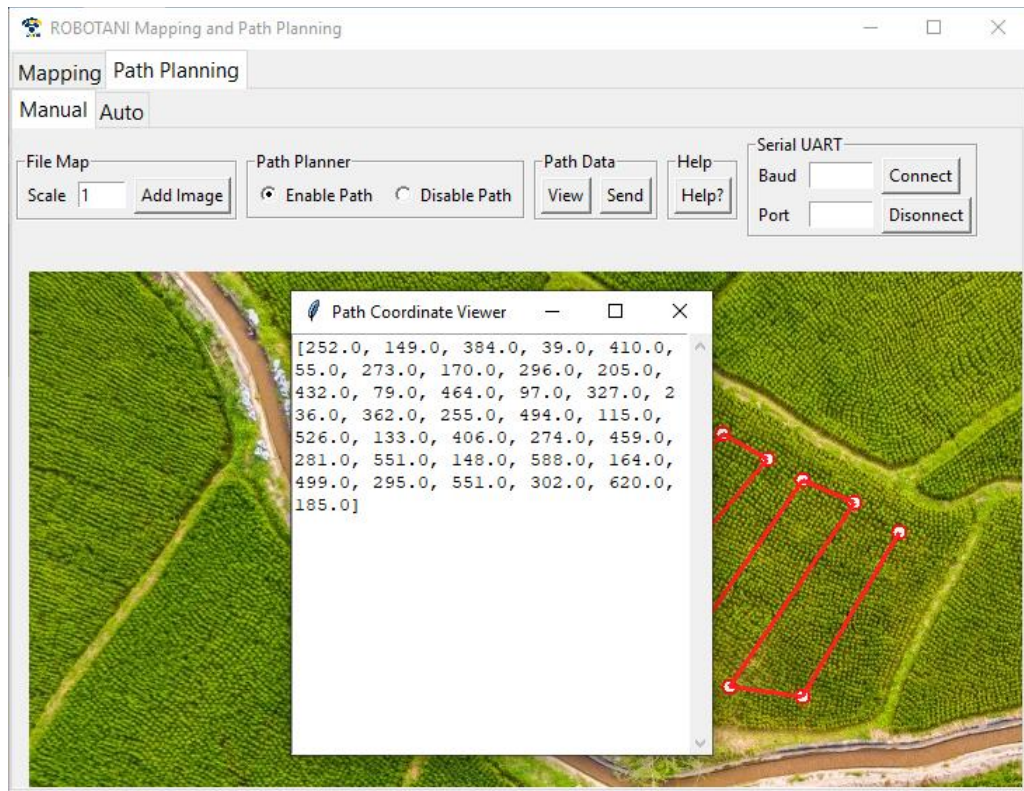 ROBOTANI Mapping and Path Planning
Mapping Path Planning
Manual Auto
File Map
Scale 1 Add Image
Path Planner
Enable Path Disable Path
Path Data
View Send
Help
Help?
Serial UART
Baud Connect
Port Disonnect
Path Coordinate Viewer
[252.0, 149.0, 384.0, 39.0, 410.0,
55.0, 273.0, 170.0, 296.0, 205.0,
432.0, 79.0, 464.0, 97.0, 327.0, 2
36.0, 362.0, 255.0, 494.0, 115.0,
526.0, 133.0, 406.0, 274.0, 459.0,
281.0, 551.0, 148.0, 588.0, 164.0,
499.0, 295.0, 551.0, 302.0, 620.0,
185.0]